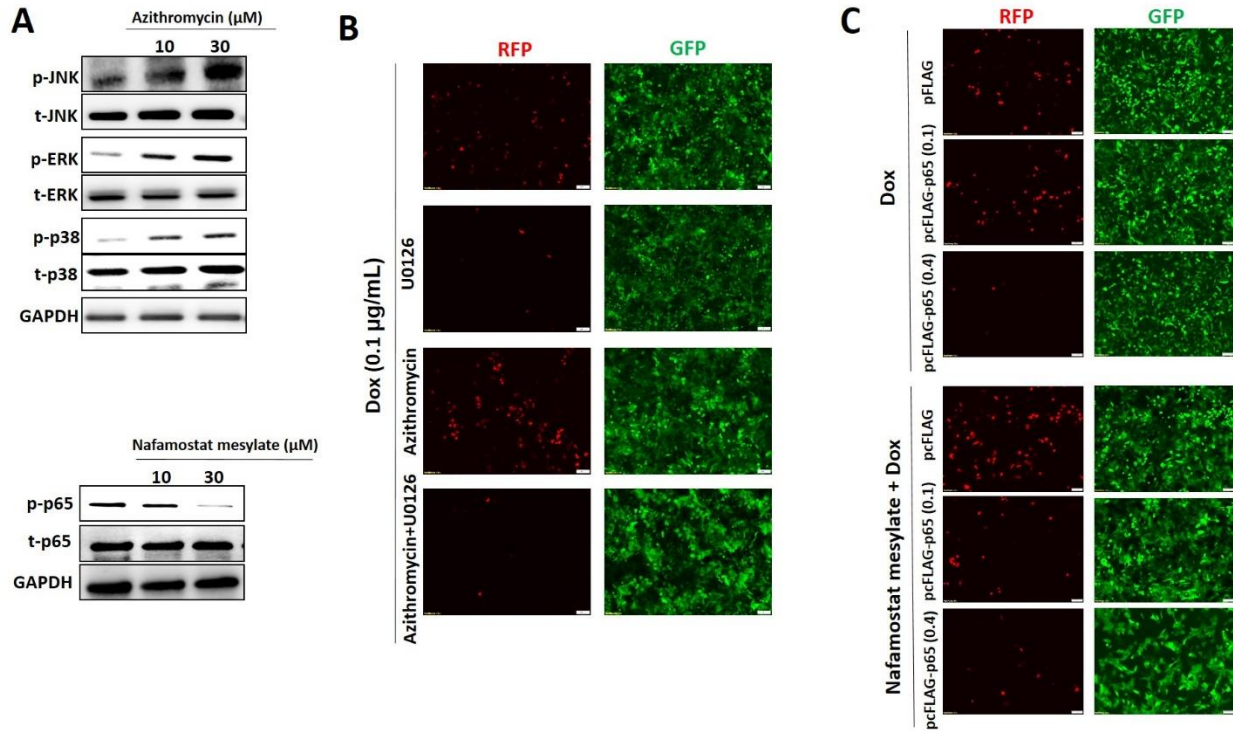 A
Azithromycin (µM)
10 30
p-JNK
t-JNK
p-ERK
t-ERK
p-p38
t-p38
GAPDH
Nafamostat mesylate (µM)
10 30
p-p65
t-p65
GAPDH
B
RFP GFP
Dox (0.1 µg/mL)
U0126
Azithromycin
Azithromycin+U0126
C
RFP GFP
Dox
pFLAG
pcFLAG-p65 (0.1)
pcFLAG-p65 (0.4)
Nafamostat mesylate + Dox
pcFLAG
pcFLAG-p65 (0.1)
pcFLAG-p65 (0.4)